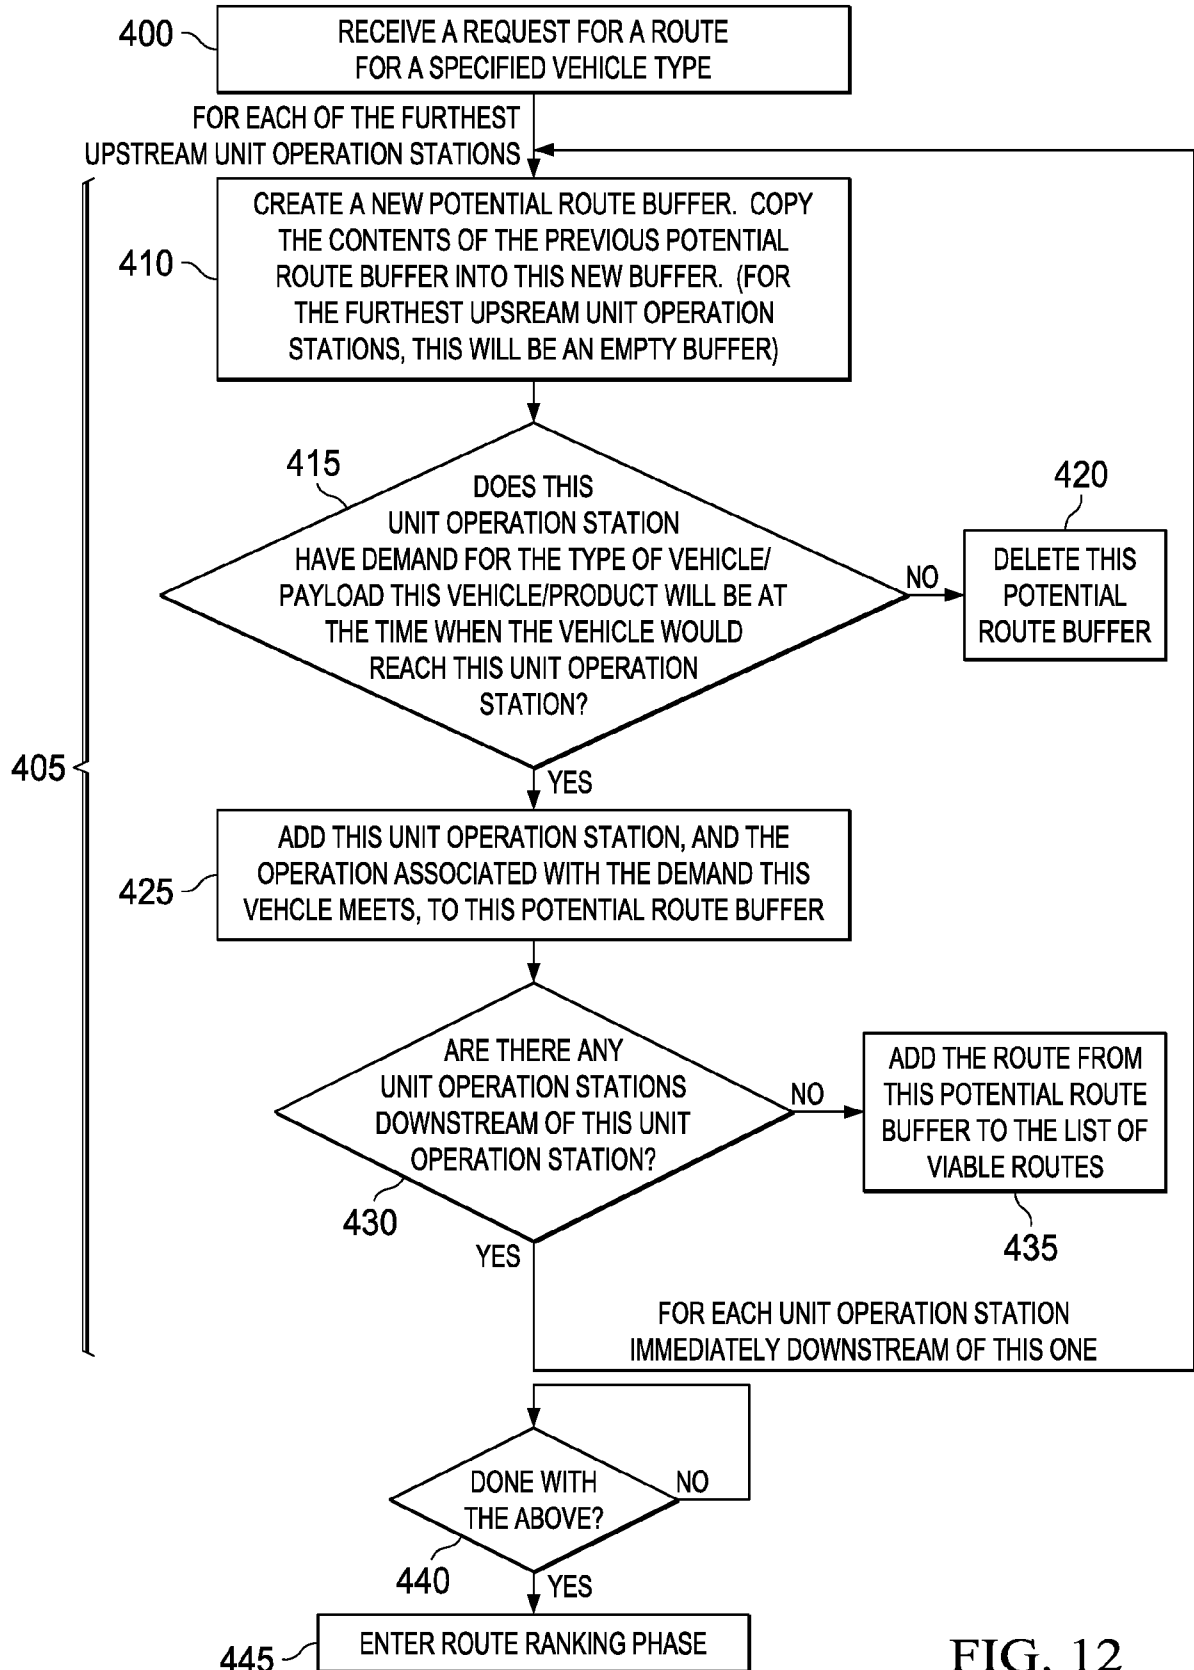 400
RECEIVE A REQUEST FOR A ROUTE
FOR A SPECIFIED VEHICLE TYPE
FOR EACH OF THE FURTHEST
UPSTREAM UNIT OPERATION STATIONS
405
410
CREATE A NEW POTENTIAL ROUTE BUFFER. COPY
THE CONTENTS OF THE PREVIOUS POTENTIAL
ROUTE BUFFER INTO THIS NEW BUFFER. (FOR
THE FURTHEST UPSREAM UNIT OPERATION
STATIONS, THIS WILL BE AN EMPTY BUFFER)
415
DOES THIS
UNIT OPERATION STATION
HAVE DEMAND FOR THE TYPE OF VEHICLE/
PAYLOAD THIS VEHICLE/PRODUCT WILL BE AT
THE TIME WHEN THE VEHICLE WOULD
REACH THIS UNIT OPERATION
STATION?
NO
420
DELETE THIS
POTENTIAL
ROUTE BUFFER
YES
425
ADD THIS UNIT OPERATION STATION, AND THE
OPERATION ASSOCIATED WITH THE DEMAND THIS
VEHCLE MEETS, TO THIS POTENTIAL ROUTE BUFFER
ARE THERE ANY
UNIT OPERATION STATIONS
DOWNSTREAM OF THIS UNIT
OPERATION STATION?
430
NO
ADD THE ROUTE FROM
THIS POTENTIAL ROUTE
BUFFER TO THE LIST OF
VIABLE ROUTES
435
YES
FOR EACH UNIT OPERATION STATION
IMMEDIATELY DOWNSTREAM OF THIS ONE
DONE WITH
THE ABOVE?
NO
440
YES
445
ENTER ROUTE RANKING PHASE
FIG. 12